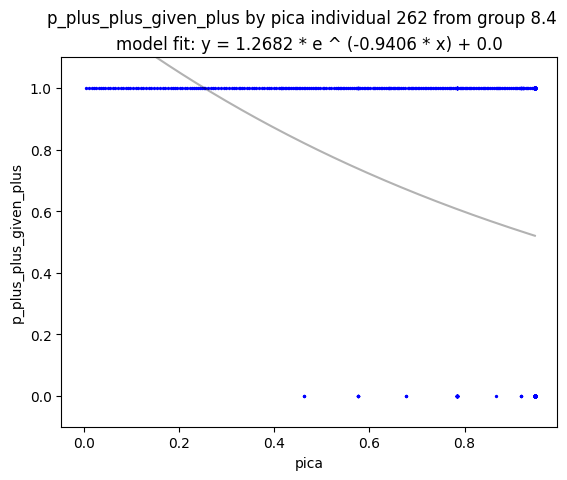 p_plus_plus_given_plus by pica individual 262 from group 8.4
model fit: y = 1.2682 * e ^ (-0.9406 * x) + 0.0
1.0
0.8
0.6
0.4
0.2
0.0
p_plus_plus_given_plus
0.0 0.2 0.4 0.6 0.8
pica